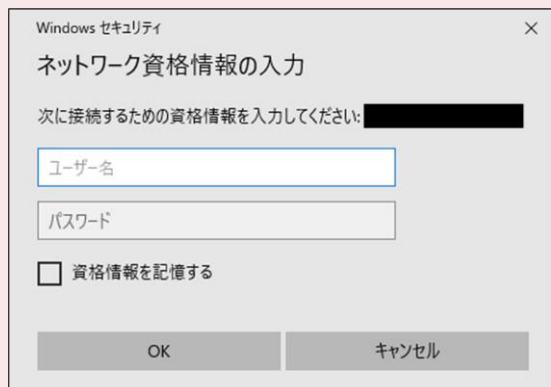 Windows セキュリティ
ネットワーク資格情報の入力
次に接続するための資格情報を入力してください:
ユーザー名
パスワード
資格情報を記憶する
OK キャンセル